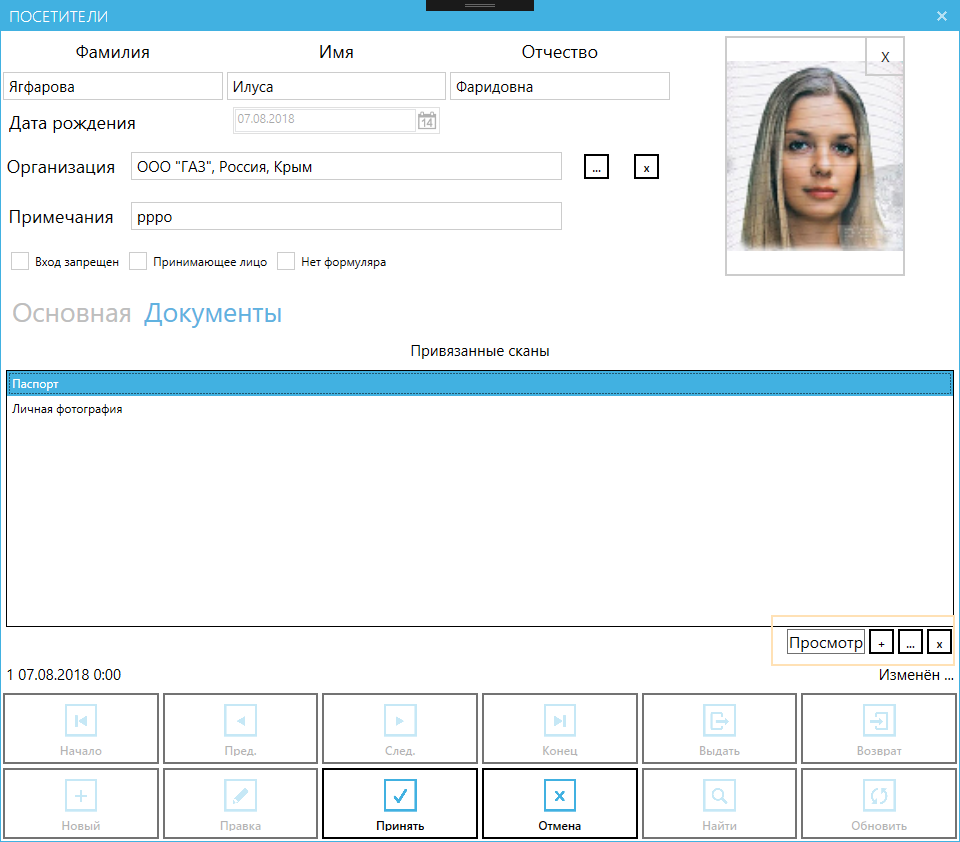 ПОСЕТИТЕЛИ
Фамилия Имя Отчество
X
Ягфарова Илуса Фаридовна
Дата рождения 07.08.2018 14
Организация ООО "ГАЗ", Россия, Крым ... x
Примечания рppo
Вход запрещен Принимающее лицо Нет формуляра
Основная Документы
Привязанные сканы
Паспорт
Личная фотография
Просмотр + ... x
1 07.08.2018 0:00 Изменён ...
Начало Пред. След. Конец Выдать Возврат
Новый Правка Принять Отмена Найти Обновить